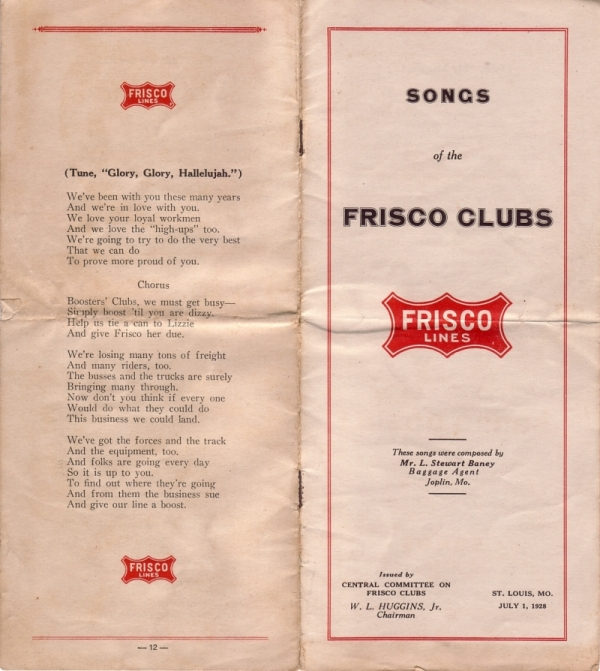 FRISCO
LINES
(Tune, "Glory, Glory, Hallelujah.")
We've been with you these many years
And we're in love with you.
We love your loyal workmen
And we love the "high-ups" too.
We're going to try to do the very best
That we can do
To prove more proud of you.
Chorus
Boosters' Clubs, we must get busy—
Simply boost 'til you are dizzy.
Help us tie a can to Lizzie
And give Frisco her due.
We're losing many tons of freight
And many riders, too.
The busses and the trucks are surely
Bringing many through.
Now don't you think if every one
Would do what they could do
This business we could land.
We've got the forces and the track
And the equipment, too.
And folks are going every day
So it is up to you.
To find out where they're going
And from them the business sue
And give our line a boost.
FRISCO
LINES
— 12 —
SONGS
of the
FRISCO CLUBS
FRISCO
LINES
These songs were composed by
Mr. L. Stewart Baney
Baggage Agent
Joplin, Mo.
Issued by
CENTRAL COMMITTEE ON
FRISCO CLUBS
W. L. HUGGINS, Jr.
Chairman
ST. LOUIS, MO.
JULY 1, 1928